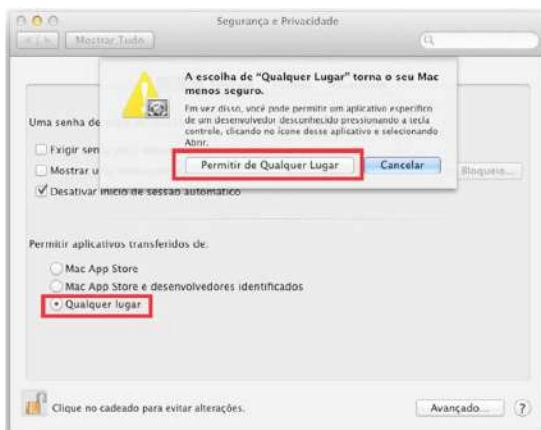 Segurança e Privacidade
Mostrar Tudo
A escolha de “Qualquer Lugar” torna o seu Mac
menos seguro.
Em vez disso, você pode permitir um aplicativo específico
de um desenvolvedor desconhecido pressionando a tecla
controle, clicando no ícone desse aplicativo e selecionando
Abrir.
Permitir de Qualquer Lugar
Cancelar
Uma senha de
Exigir sen
Mostrar u
Bloqueio...
Desativar início de sessão automático
Permitir aplicativos transferidos de:
Mac App Store
Mac App Store e desenvolvedores identificados
Qualquer lugar
Clique no cadeado para evitar alterações.
Avançado...
?